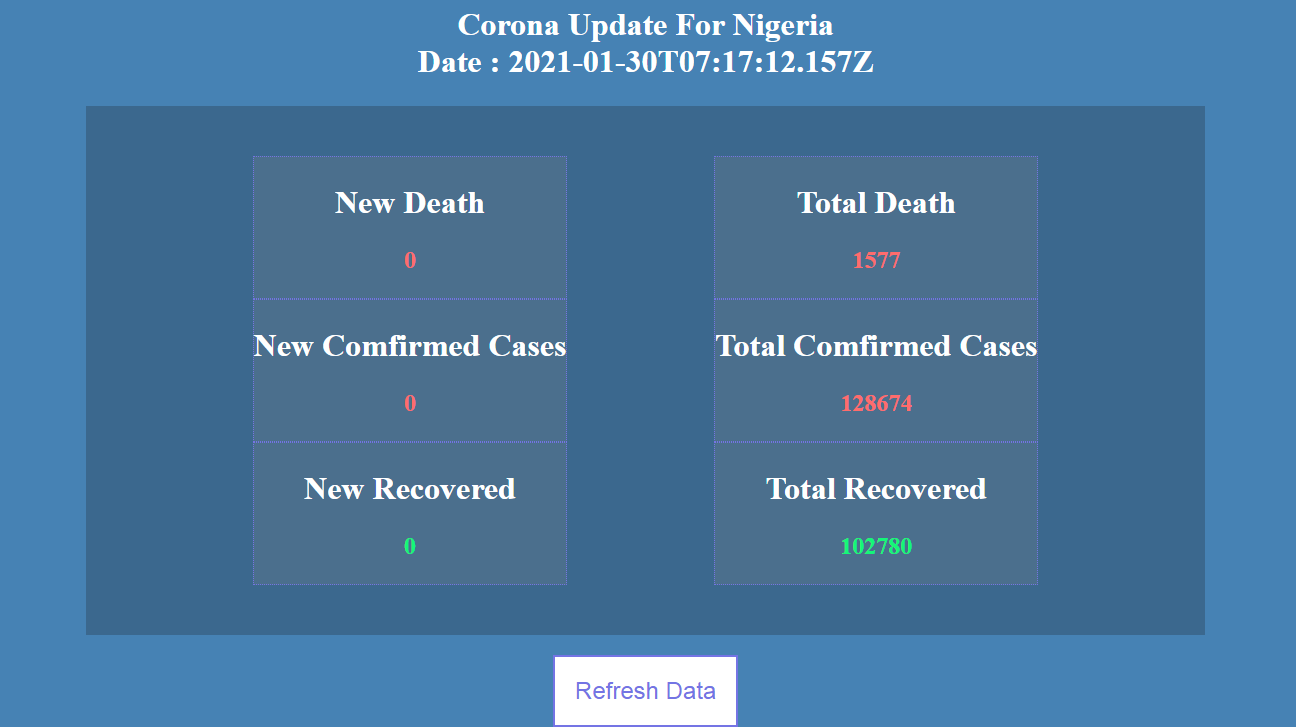 Corona Update For Nigeria
Date : 2021-01-30T07:17:12.157Z
New Death
0
Total Death
1577
New Comfirmed Cases
0
Total Comfirmed Cases
128674
New Recovered
0
Total Recovered
102780
Refresh Data